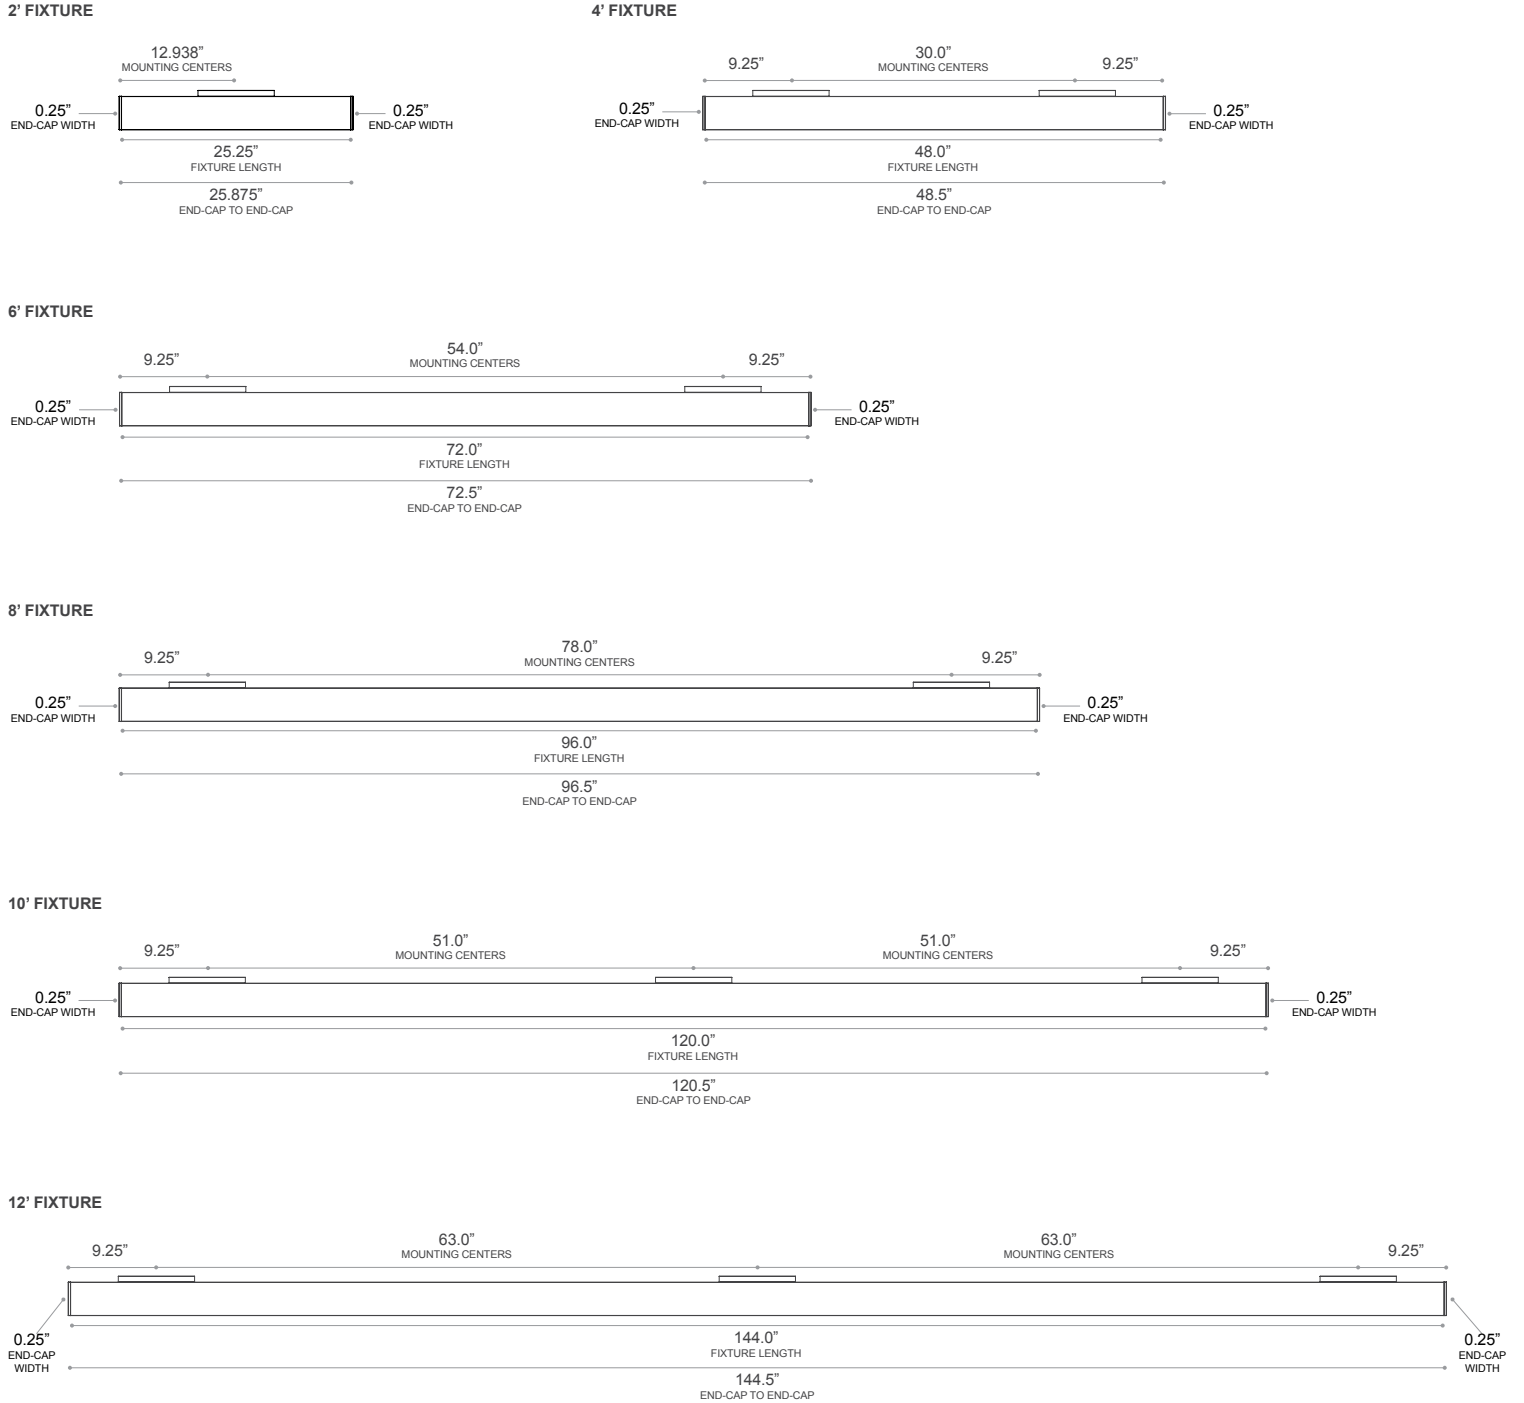 2’ FIXTURE
12.938”
MOUNTING CENTERS
0.25”
END-CAP WIDTH
0.25”
END-CAP WIDTH
25.25”
FIXTURE LENGTH
25.875”
END-CAP TO END-CAP
4’ FIXTURE
9.25”
30.0”
MOUNTING CENTERS
9.25”
0.25”
END-CAP WIDTH
0.25”
END-CAP WIDTH
48.0”
FIXTURE LENGTH
48.5”
END-CAP TO END-CAP
6’ FIXTURE
9.25”
54.0”
MOUNTING CENTERS
9.25”
0.25”
END-CAP WIDTH
0.25”
END-CAP WIDTH
72.0”
FIXTURE LENGTH
72.5”
END-CAP TO END-CAP
8’ FIXTURE
9.25”
78.0”
MOUNTING CENTERS
9.25”
0.25”
END-CAP WIDTH
0.25”
END-CAP WIDTH
96.0”
FIXTURE LENGTH
96.5”
END-CAP TO END-CAP
10’ FIXTURE
9.25”
51.0”
MOUNTING CENTERS
51.0”
MOUNTING CENTERS
9.25”
0.25”
END-CAP WIDTH
0.25”
END-CAP WIDTH
120.0”
FIXTURE LENGTH
120.5”
END-CAP TO END-CAP
12’ FIXTURE
9.25”
63.0”
MOUNTING CENTERS
63.0”
MOUNTING CENTERS
9.25”
0.25”
END-CAP
WIDTH
0.25”
END-CAP
WIDTH
144.0”
FIXTURE LENGTH
144.5”
END-CAP TO END-CAP